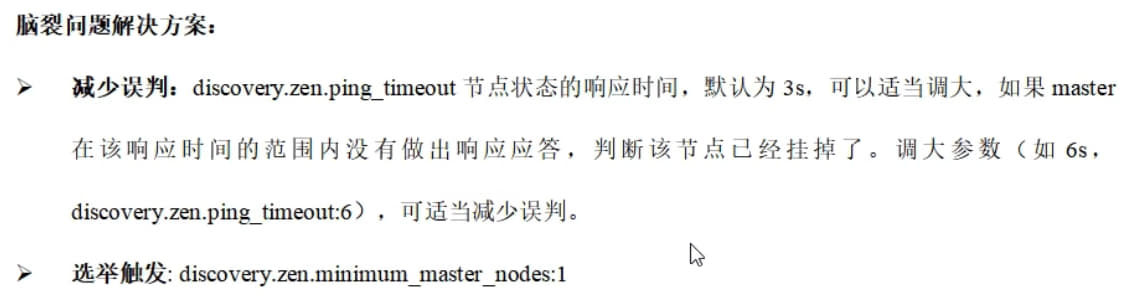 脑裂问题解决方案：
➢ 减少误判：discovery.zen.ping_timeout 节点状态的响应时间，默认为 3s，可以适当调大，如果 master
在该响应时间的范围内没有做出响应应答，判断该节点已经挂掉了。调大参数（如 6s，
discovery.zen.ping_timeout:6），可适当减少误判。
➢ 选举触发: discovery.zen.minimum_master_nodes:1